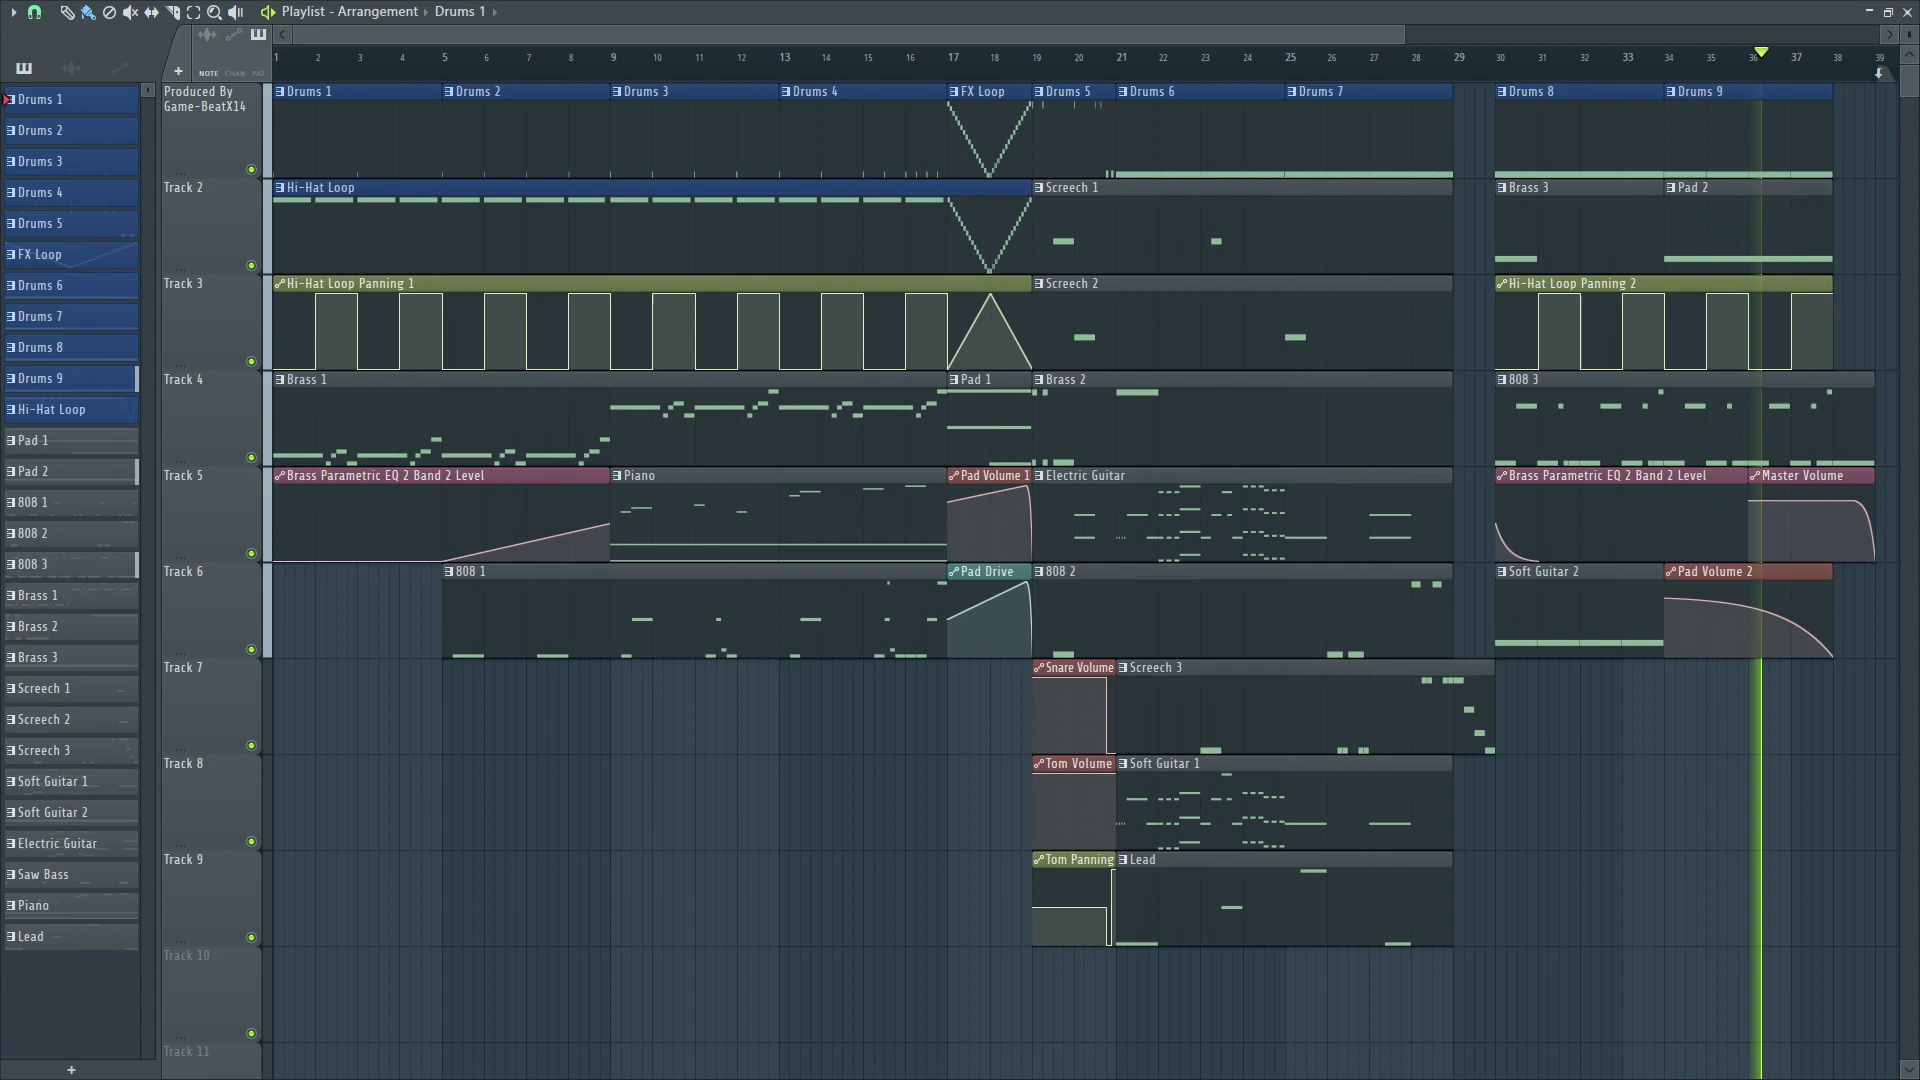 Playlist - Arrangement › Drums 1 ›
NOTE CHAN PAT
1 2 3 4 5 6 7 8 9 10 11 12 13 14 15 16 17 18 19 20 21 22 23 24 25 26 27 28 29 30 31 32 33 34 35 36 37 38 39
Drums 1
Drums 2
Drums 3
Drums 4
Drums 5
FX Loop
Drums 6
Drums 7
Drums 8
Drums 9
Hi-Hat Loop
Pad 1
Pad 2
808 1
808 2
808 3
Brass 1
Brass 2
Brass 3
Screech 1
Screech 2
Screech 3
Soft Guitar 1
Soft Guitar 2
Electric Guitar
Saw Bass
Piano
Lead
+
Produced By
Game-BeatX14
Drums 1 Drums 2 Drums 3 Drums 4 FX Loop Drums 5 Drums 6 Drums 7 Drums 8 Drums 9
Track 2 Hi-Hat Loop Screech 1 Brass 3 Pad 2
Track 3 Hi-Hat Loop Panning 1 Screech 2 Hi-Hat Loop Panning 2
Track 4 Brass 1 Pad 1 Brass 2 808 3
Track 5 Brass Parametric EQ 2 Band 2 Level Piano Pad Volume 1 Electric Guitar Brass Parametric EQ 2 Band 2 Level Master Volume
Track 6 808 1 Pad Drive 808 2 Soft Guitar 2 Pad Volume 2
Track 7 Snare Volume Screech 3
Track 8 Tom Volume Soft Guitar 1
Track 9 Tom Panning Lead
Track 10
Track 11